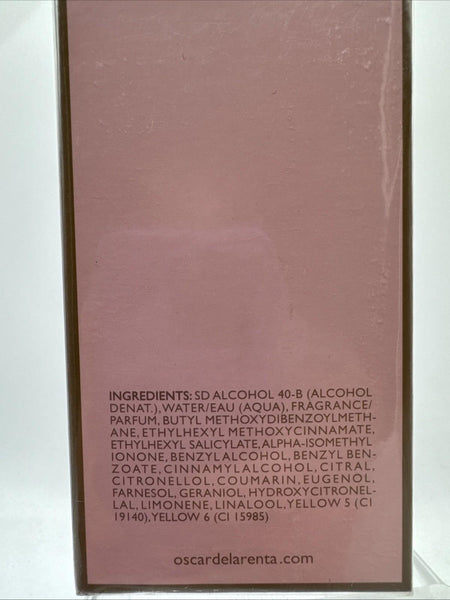 INGREDIENTS: SD ALCOHOL 40-B (ALCOHOL
DENAT.), WATER/EAU (AQUA), FRAGRANCE/
PARFUM, BUTYL METHOXYDIBENZOYLMETH-
ANE, ETHYLHEXYL METHOXYCINNAMATE,
ETHYLHEXYL SALICYLATE, ALPHA-ISOMETHYL
IONONE, BENZYL ALCOHOL, BENZYL BEN-
ZOATE, CINNAMYL ALCOHOL, CITRAL,
CITRONELLOL, COUMARIN, EUGENOL,
FARNESOL, GERANIOL, HYDROXYCITRONEL-
LAL, LIMONENE, LINALOOL, YELLOW 5 (CI
19140), YELLOW 6 (CI 15985)
oscardelarenta.com